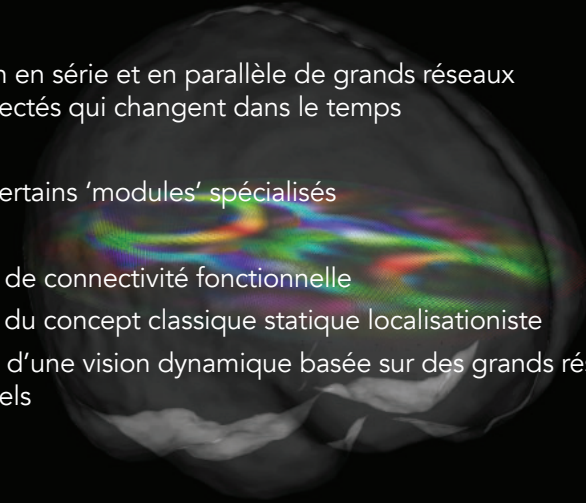 n en série et en parallèle de grands réseaux
ectés qui changent dans le temps
ertains ‘modules’ spécialisés
de connectivité fonctionnelle
du concept classique statique localisationiste
d’une vision dynamique basée sur des grands rés
els